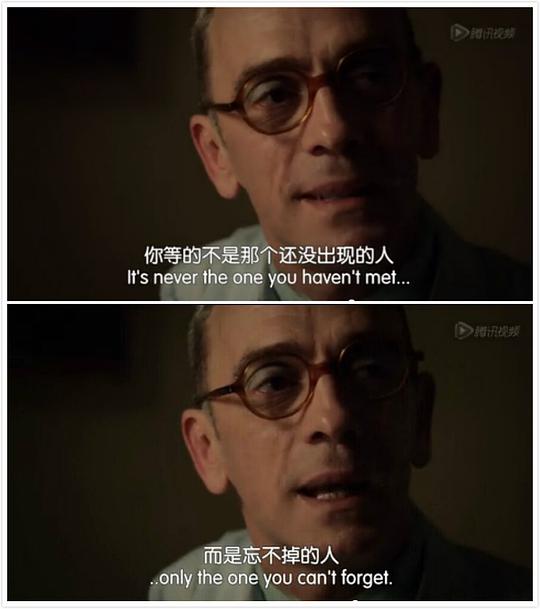 腾讯视频
你等的不是那个还没出现的人
It's never the one you haven't met...
腾讯视频
而是忘不掉的人
..only the one you can't forget.